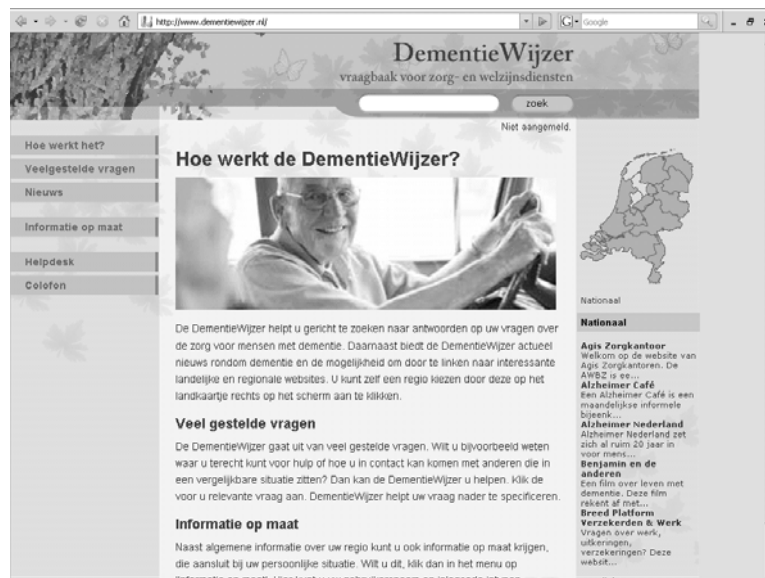 http://www.dementiewijzer.nl/
Google
DementieWijzer
vraagbaak voor zorg- en welzijnsdiensten
zoek
Niet aangemeld.
Hoe werkt het?
Veelgestelde vragen
Nieuws
Informatie op maat
Helpdesk
Colofon
Hoe werkt de DementieWijzer?
De DementieWijzer helpt u gericht te zoeken naar antwoorden op uw vragen over
de zorg voor mensen met dementie. Daarnaast biedt de DementieWijzer actueel
nieuws rondom dementie en de mogelijkheid om door te linken naar interessante
landelijke en regionale websites. U kunt zelf een regio kiezen door deze op het
landkaartje rechts op het scherm aan te klikken.
Veel gestelde vragen
De DementieWijzer gaat uit van veel gestelde vragen. Wilt u bijvoorbeeld weten
waar u terecht kunt voor hulp of hoe u in contact kan komen met anderen die in
een vergelijkbare situatie zitten? Dan kan de DementieWijzer u helpen. Klik de
voor u relevante vraag aan. DementieWijzer helpt uw vraag nader te specificeren.
Informatie op maat
Naast algemene informatie over uw regio kunt u ook informatie op maat krijgen,
die aansluit bij uw persoonlijke situatie. Wilt u dit, klik dan in het menu op
Nationaal
Nationaal
Agis Zorgkantoor
Welkom op de website van
Agis Zorgkantoren. De
AWBZ is ee...
Alzheimer Café
Een Alzheimer Café is een
maandelijkse informele
bijeenk...
Alzheimer Nederland
Alzheimer Nederland zet
zich al ruim 20 jaar in
voor mens...
Benjamin en de
anderen
Een film over leven met
dementie. Deze film
rekent af met...
Breed Platform
Verzekerden & Werk
Vragen over werk,
uitkeringen,
verzekeringen? Deze
websit...